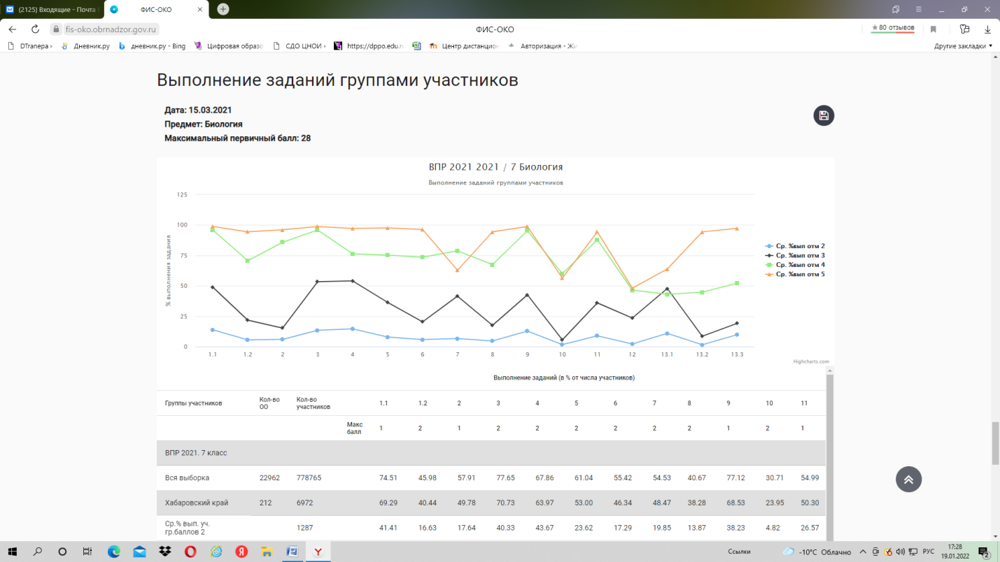 (2125) Входящие - Почта
ФИС-ОКО
fis-oko.obrnadzor.gov.ru
ФИС-ОКО
★ 80 отзывов
DTranера ›
Дневник.ру
дневник.ру - Bing
Цифровая образо
СДО ЦНОИ ›
https://dppo.edu.ru
Центр дистанцион
Авторизация - Жи
Другие закладки
Выполнение заданий группами участников
Дата: 15.03.2021
Предмет: Биология
Максимальный первичный балл: 28
ВПР 2021 2021 / 7 Биология
Выполнение заданий группами участников
% выполнения задания
125
100
75
50
25
0
1.1 1.2 2 3 4 5 6 7 8 9 10 11 12 13.1 13.2 13.3
Ср. %вып отм 2
Ср. %вып отм 3
Ср. %вып отм 4
Ср. %вып отм 5
Highcharts.com
Выполнение заданий (в % от числа участников)
Группы участников Кол-во ОО Кол-во участников 1.1 1.2 2 3 4 5 6 7 8 9 10 11
Макс балл 1 2 1 2 2 2 2 2 2 1 2 1
ВПР 2021. 7 класс
Вся выборка 22962 778765 74.51 45.98 57.91 77.65 67.86 61.04 55.42 54.53 40.67 77.12 30.71 54.99
Хабаровский край 212 6972 69.29 40.44 49.78 70.73 63.97 53.00 46.34 48.47 38.28 68.53 23.95 50.30
Ср.% вып. уч. гр.баллов 2 1287 41.41 16.63 17.64 40.33 43.67 23.62 17.29 19.85 13.87 38.23 4.82 26.57
Ссылки
-10°C Облачно
РУС
17:28
19.01.2022
2